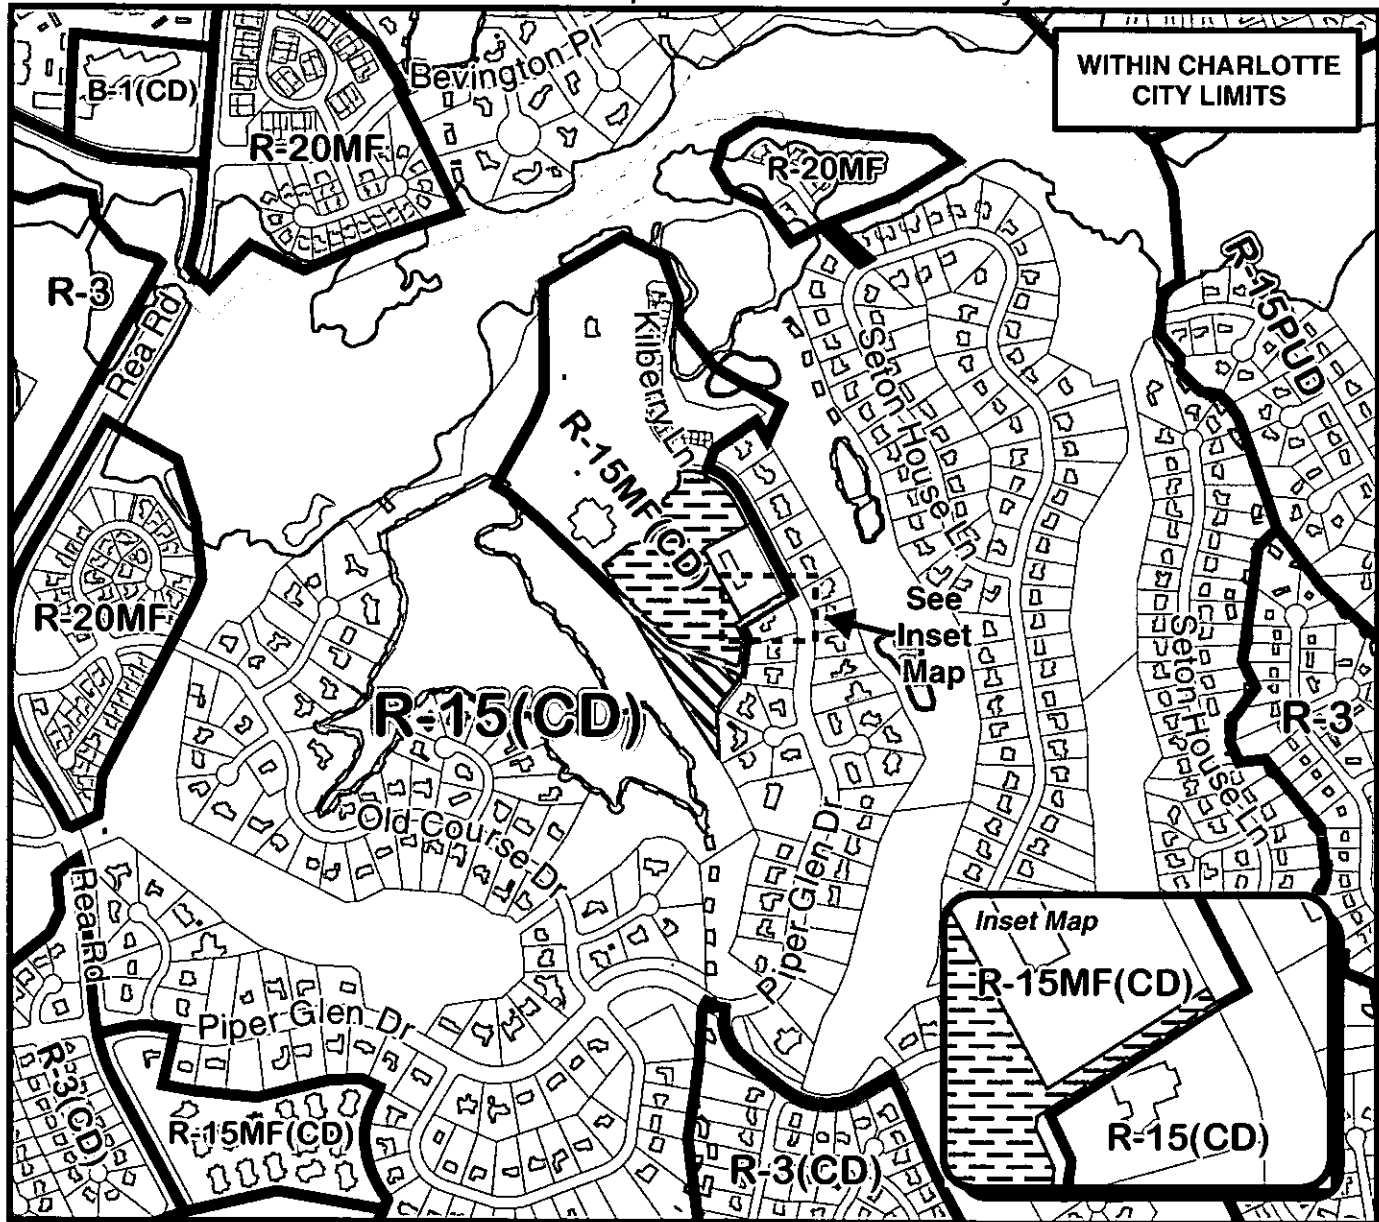 WITHIN CHARLOTTE
CITY LIMITS
B-1(CD)
R-20MF
Bevington Pl
R-20MF
R-3
Rea Rd
Kilberry Ln
Seton House Ln
R-15PUD
R-15MF(CD)
R-20MF
See
Inset
Map
Seton House Ln
R-15(CD)
R-3
Old Course Dr
Piper Glen Dr
Rea Rd
Inset Map
R-15MF(CD)
R-15(CD)
Piper Glen Dr
R-3(CD)
R-15MF(CD)
R-3(CD)